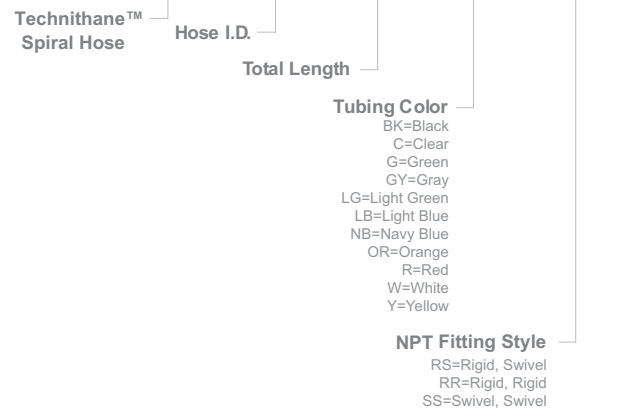 Technithane™
Spiral Hose
Hose I.D.
Total Length
Tubing Color
BK=Black
C=Clear
G=Green
GY=Gray
LG=Light Green
LB=Light Blue
NB=Navy Blue
OR=Orange
R=Red
W=White
Y=Yellow
NPT Fitting Style
RS=Rigid, Swivel
RR=Rigid, Rigid
SS=Swivel, Swivel